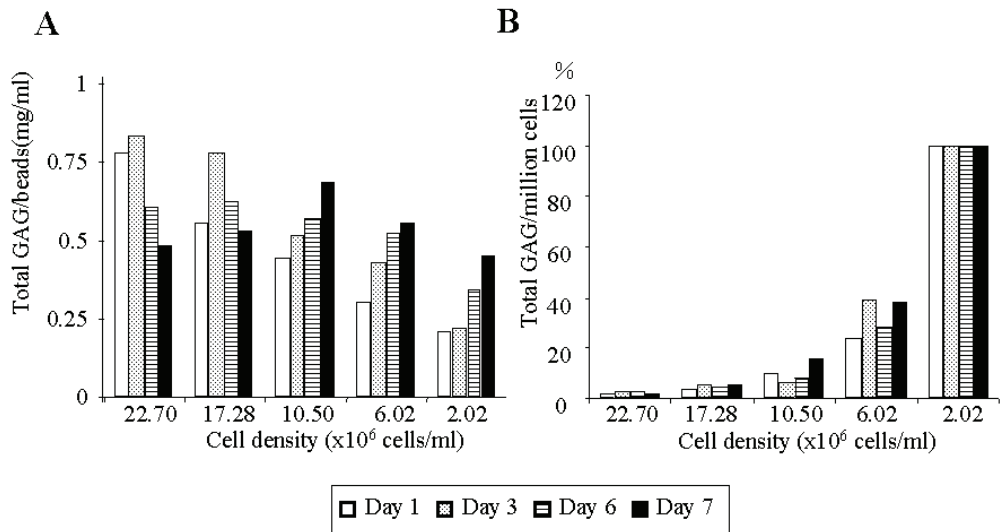 A
Total GAG/beads(mg/ml)
1
0.75
0.5
0.25
0
22.70 17.28 10.50 6.02 2.02
Cell density (x10⁶ cells/ml)
B
%
Total GAG/million cells
120
100
80
60
40
20
0
22.70 17.28 10.50 6.02 2.02
Cell density (x10⁶ cells/ml)
Day 1 Day 3 Day 6 Day 7